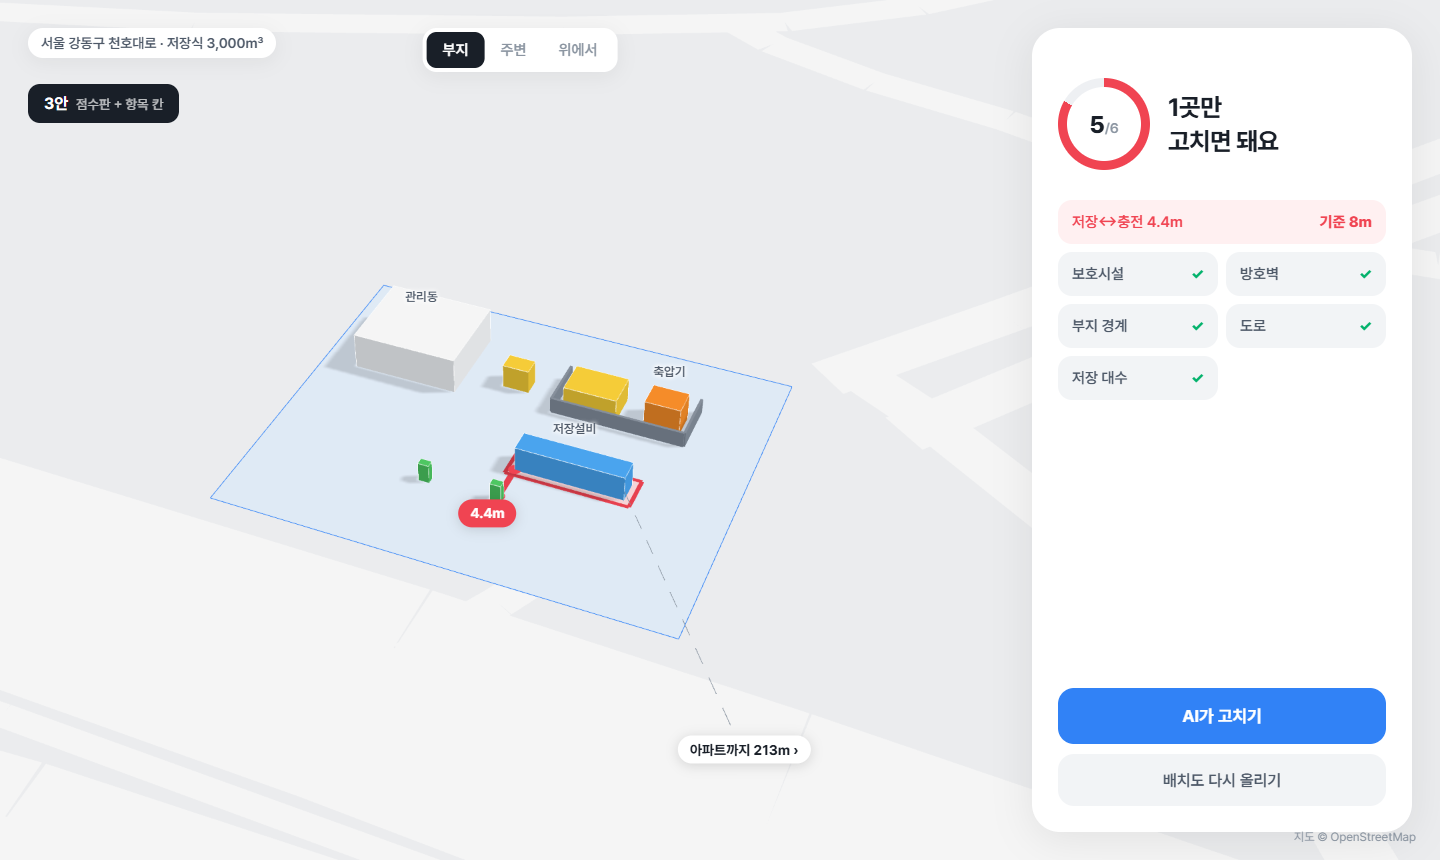 서울 강동구 천호대로 · 저장식 3,000m³
부지 주변 위에서
3안 점수판 + 항목 칸
5/6
1곳만
고치면 돼요
저장↔충전 4.4m 기준 8m
보호시설 ✓ 방호벽 ✓
부지 경계 ✓ 도로 ✓
저장 대수 ✓
관리동
축압기
저장설비
4.4m
아파트까지 213m ›
AI가 고치기
배치도 다시 올리기
지도 © OpenStreetMap